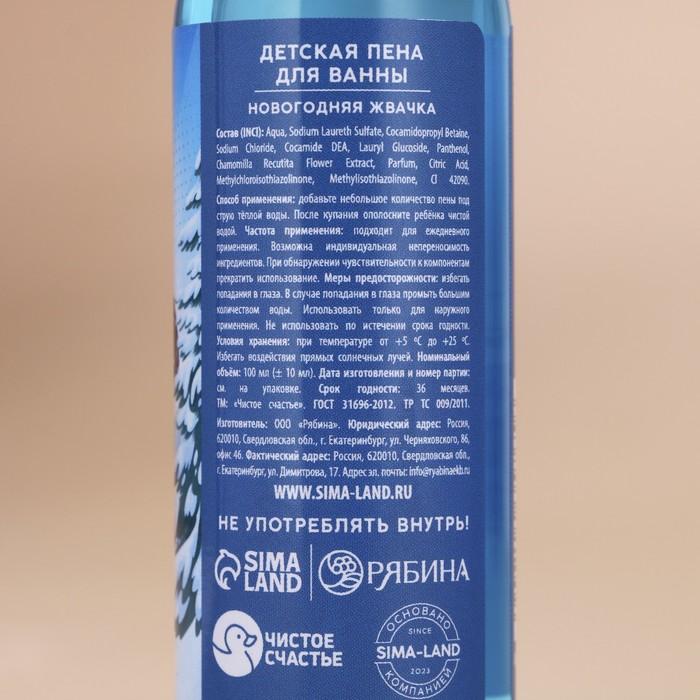 ДЕТСКАЯ ПЕНА
ДЛЯ ВАННЫ
НОВОГОДНЯЯ ЖВАЧКА
Состав (INCI): Aqua, Sodium Laureth Sulfate, Cocamidopropyl Betaine,
Sodium Chloride, Cocamide DEA, Lauryl Glucoside, Panthenol,
Chamomilla Recutita Flower Extract, Parfum, Citric Acid,
Methylchloroisothiazolinone, Methylisothiazolinone, CI 42090.
Способ применения: добавьте небольшое количество пены под
струю тёплой воды. После купания ополосните ребёнка чистой
водой. Частота применения: подходит для ежедневного
применения. Возможна индивидуальная непереносимость
ингредиентов. При обнаружении чувствительности к компонентам
прекратить использование. Меры предосторожности: избегать
попадания в глаза. В случае попадания в глаза промыть большим
количеством воды. Использовать только для наружного
применения. Не использовать по истечении срока годности.
Условия хранения: при температуре от +5 °С до +25 °С.
Избегать воздействия прямых солнечных лучей. Номинальный
объём: 100 мл (± 10 мл). Дата изготовления и номер партии:
см. на упаковке. Срок годности: 36 месяцев.
ТМ: «Чистое счастье». ГОСТ 31696-2012. ТР ТС 009/2011.
Изготовитель: ООО «Рябина». Юридический адрес: Россия,
620010, Свердловская обл., г. Екатеринбург, ул. Черняховского, 86,
офис 46. Фактический адрес: Россия, 620010, Свердловская обл.,
г. Екатеринбург, ул. Димитрова, 17. Адрес эл. почты: info@ryabinaekb.ru
WWW.SIMA-LAND.RU
НЕ УПОТРЕБЛЯТЬ ВНУТРЬ!
SIMA
LAND
РЯБИНА
ЧИСТОЕ
СЧАСТЬЕ
ОСНОВАНО
SINCE
SIMA-LAND
2023
КОМПАНИЕЙ